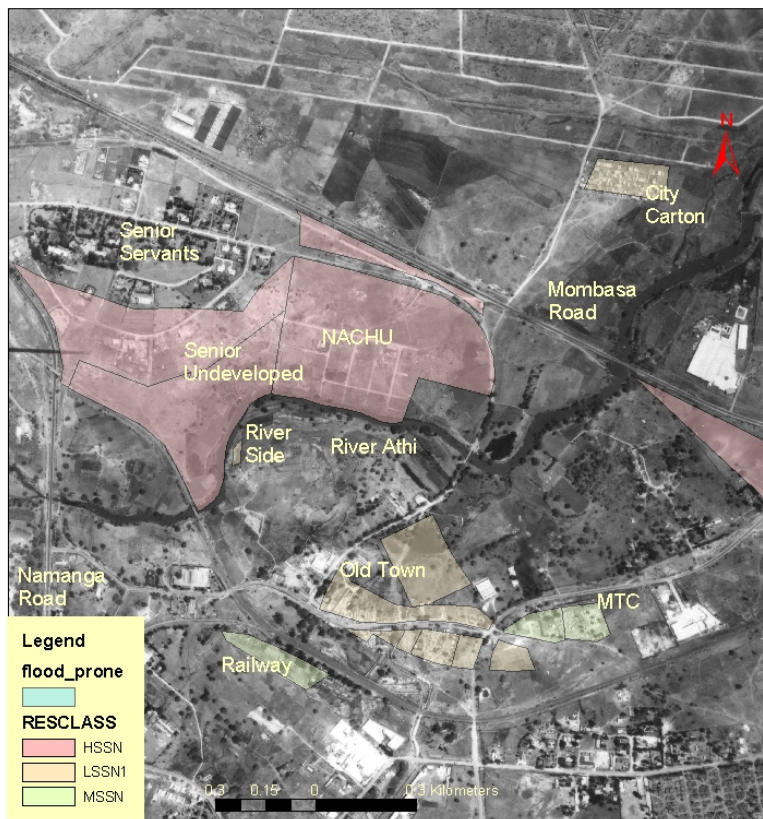 N
City
Carton
Senior
Servants
Mombasa
Road
NACHU
Senior
Undeveloped
River
Side
River Athi
Old Town
Namanga
Road
MTC
Railway
Legend
flood_prone
RESCLASS
HSSN
LSSN1
MSSN
0.3 0.15 0 0.3 Kilometers